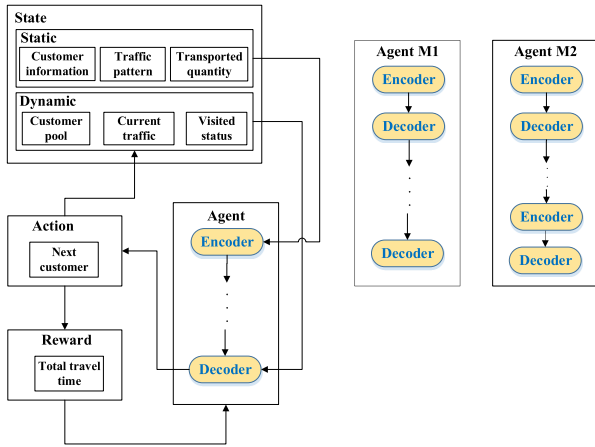 State
Static
Customer
information
Traffic
pattern
Transported
quantity
Dynamic
Customer
pool
Current
traffic
Visited
status
Action
Next
customer
Reward
Total travel
time
Agent
Encoder
Decoder
Agent M1
Encoder
Decoder
Decoder
Agent M2
Encoder
Decoder
Encoder
Decoder